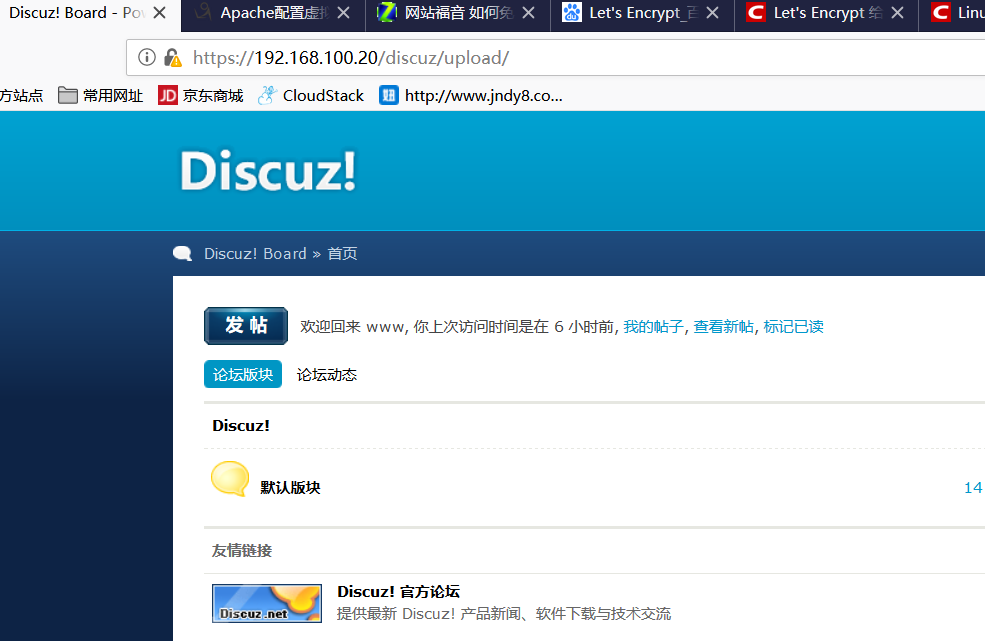 Discuz! Board - Po
Apache配置虚拟
网站福音 如何免
Let's Encrypt_百
Let's Encrypt 给
Linu
https://192.168.100.20/discuz/upload/
方站点 常用网址 JD 京东商城 CloudStack http://www.jndy8.co...
Discuz!
Discuz! Board » 首页
发帖 欢迎回来 www, 你上次访问时间是在 6 小时前, 我的帖子, 查看新帖, 标记已读
论坛版块 论坛动态
Discuz!
默认版块 14
友情链接
Discuz.net Discuz! 官方论坛
提供最新 Discuz! 产品新闻、软件下载与技术交流